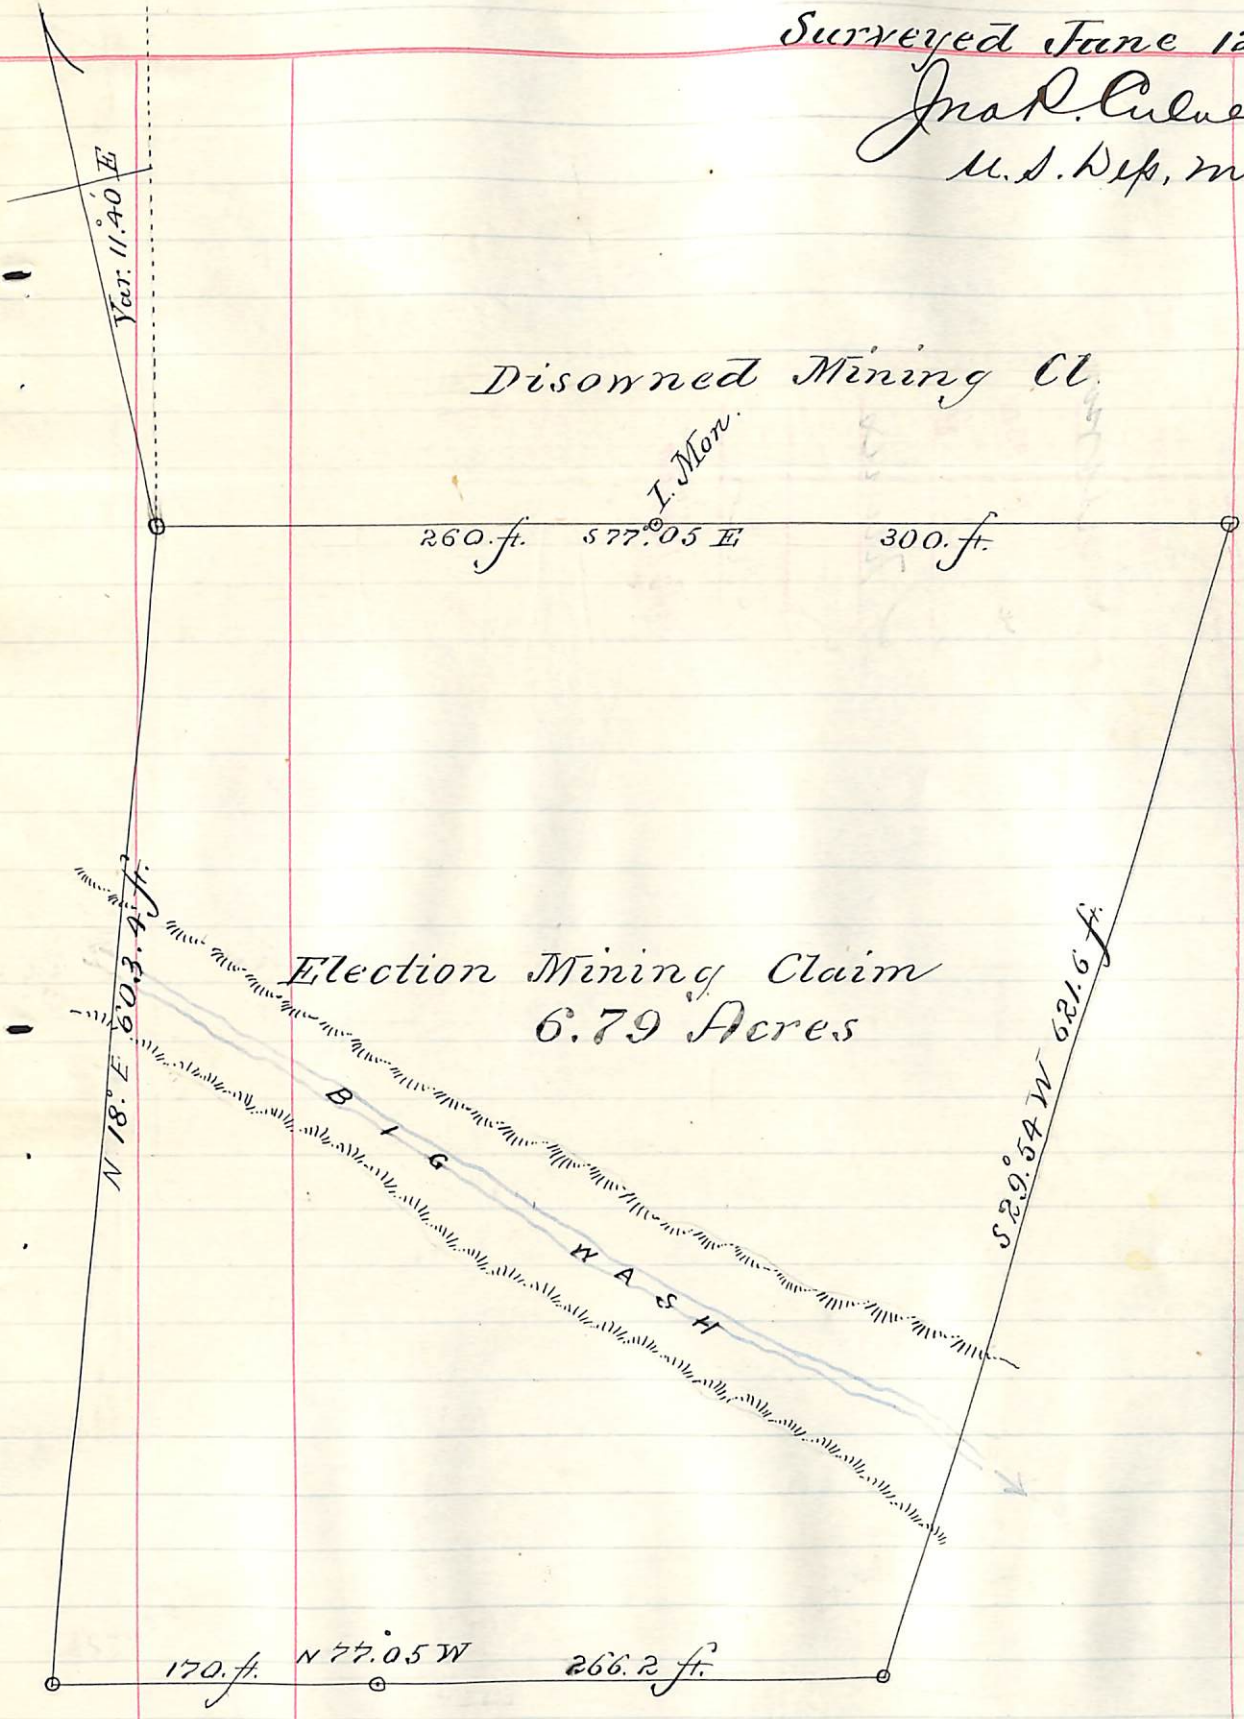 Surveyed June 12
Jno R. Culve
U.S. Dep. M
Var. 11°40' E
Disowned Mining Cl.
I. Mon.
260. ft. S 77°05 E 300. ft.
N 18° E 603.4 ft.
Election Mining Claim
6.79 Acres
BIG WASH
S 29°54 W 621.6 ft.
170. ft. N 77°05 W 266.2 ft.